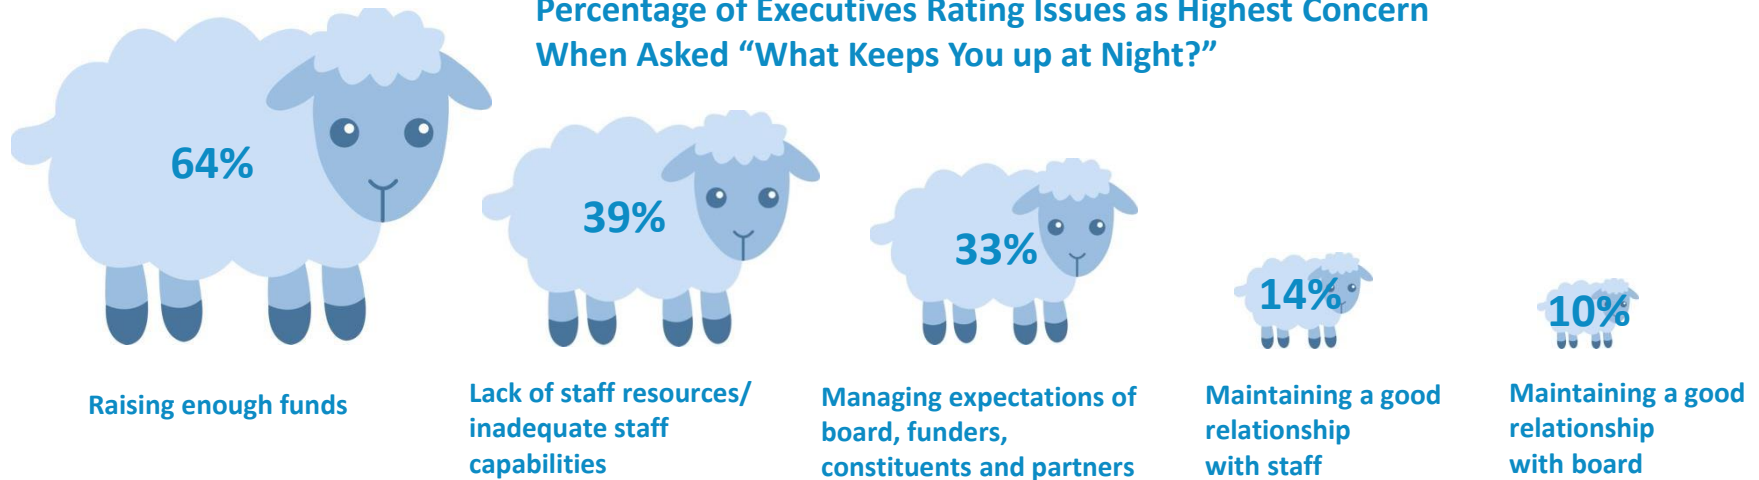 Percentage of Executives Rating Issues as Highest Concern
When Asked “What Keeps You up at Night?”
64%
39%
33%
14%
10%
Raising enough funds
Lack of staff resources/
inadequate staff
capabilities
Managing expectations of
board, funders,
constituents and partners
Maintaining a good
relationship
with staff
Maintaining a good
relationship
with board